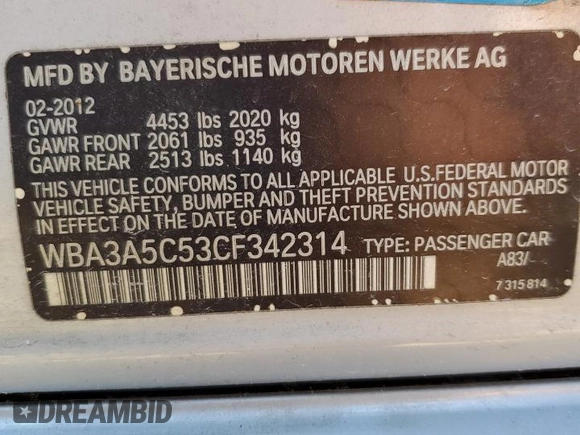 MFD BY BAYERISCHE MOTOREN WERKE AG
02-2012
GVWR 4453 lbs 2020 kg
GAWR FRONT 2061 lbs 935 kg
GAWR REAR 2513 lbs 1140 kg
THIS VEHICLE CONFORMS TO ALL APPLICABLE U.S.FEDERAL MOTOR
VEHICLE SAFETY, BUMPER AND THEFT PREVENTION STANDARDS
IN EFFECT ON THE DATE OF MANUFACTURE SHOWN ABOVE.
WBA3A5C53CF342314 TYPE: PASSENGER CAR
A83/-
7 315 814
DREAMBID